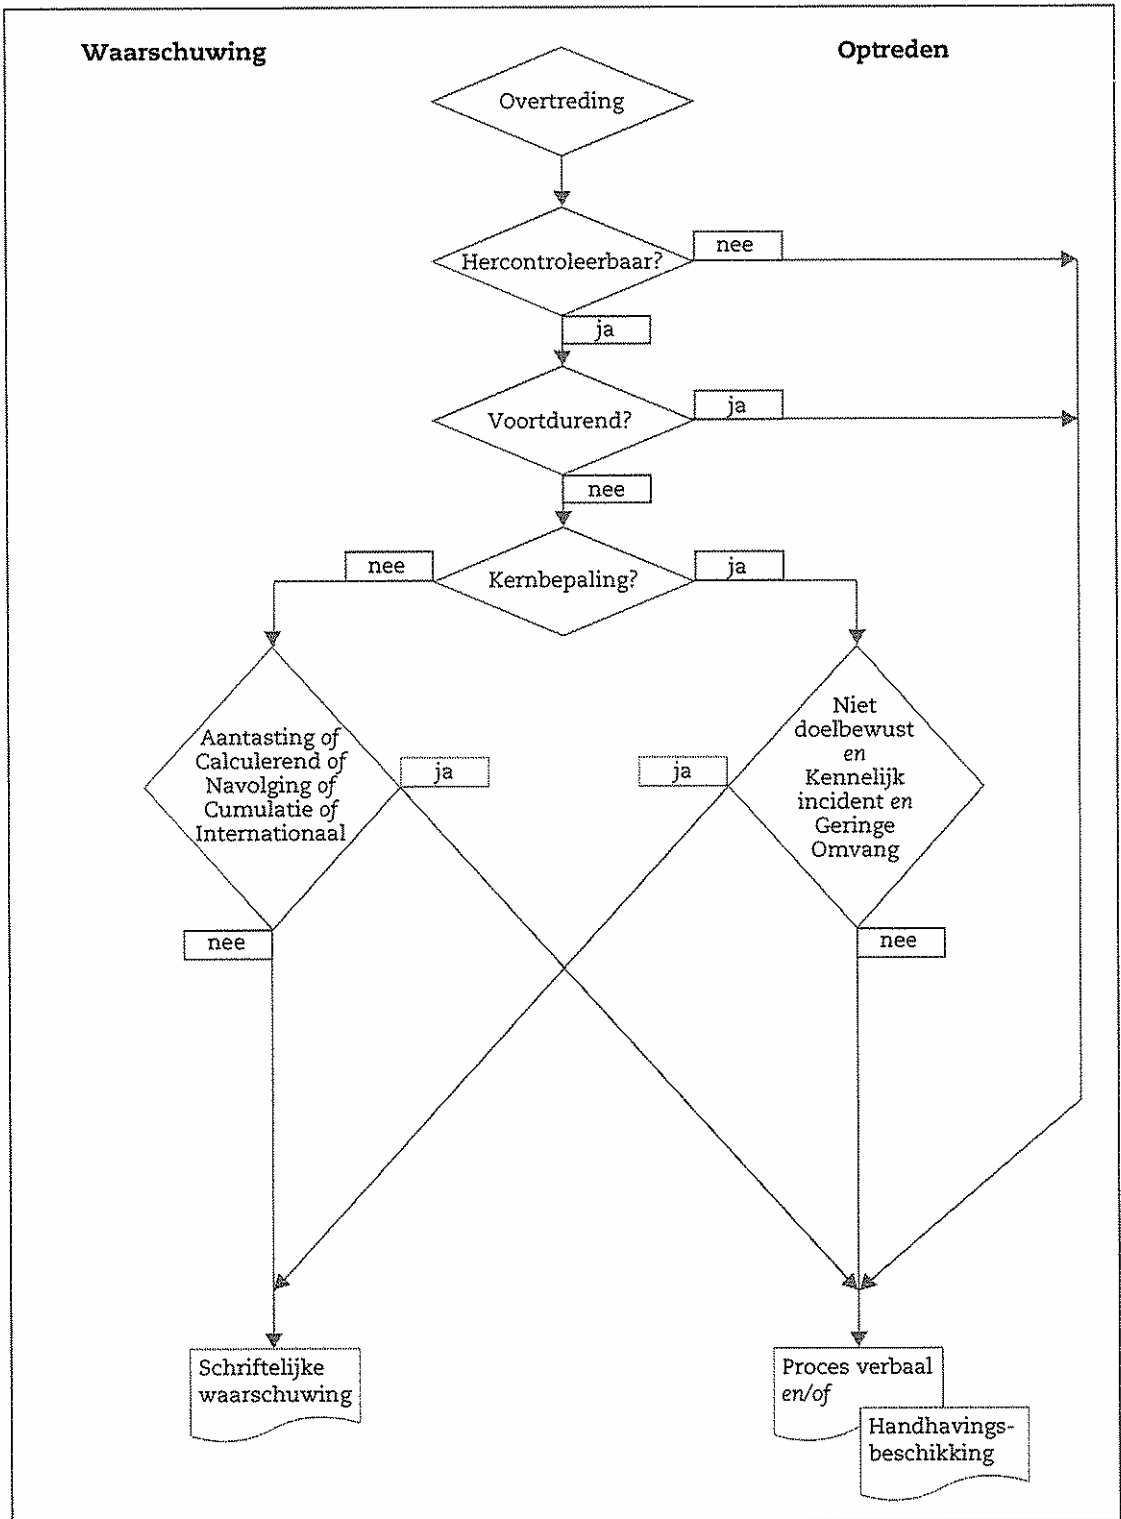 Waarschuwing
Optreden
Overtreding
Hercontroleerbaar?
nee
ja
Voortdurend?
ja
nee
Kernbepaling?
nee
ja
Aantasting of
Calculerend of
Navolging of
Cumulatie of
Internationaal
ja
nee
Niet
doelbewust
en
Kennelijk
incident en
Geringe
Omvang
ja
nee
Schriftelijke
waarschuwing
Proces verbaal
en/of
Handhavings-
beschikking